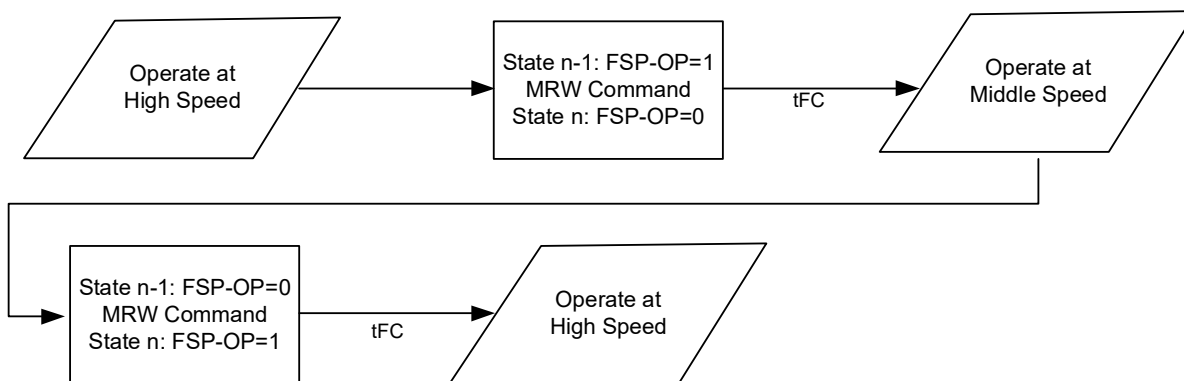 Operate at
High Speed
State n-1: FSP-OP=1
MRW Command
State n: FSP-OP=0
tFC
Operate at
Middle Speed
State n-1: FSP-OP=0
MRW Command
State n: FSP-OP=1
tFC
Operate at
High Speed